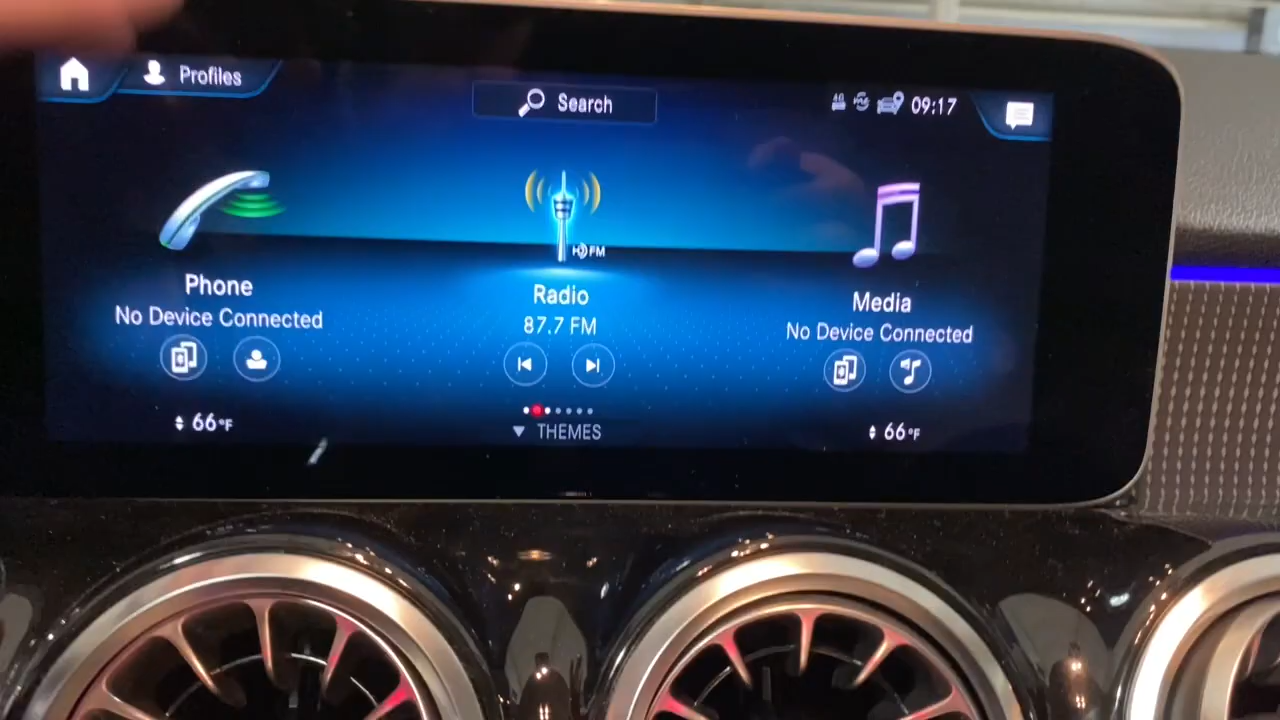 Profiles
Search
4G
09:17
HD FM
Phone
No Device Connected
Radio
87.7 FM
Media
No Device Connected
66°F
THEMES
66°F